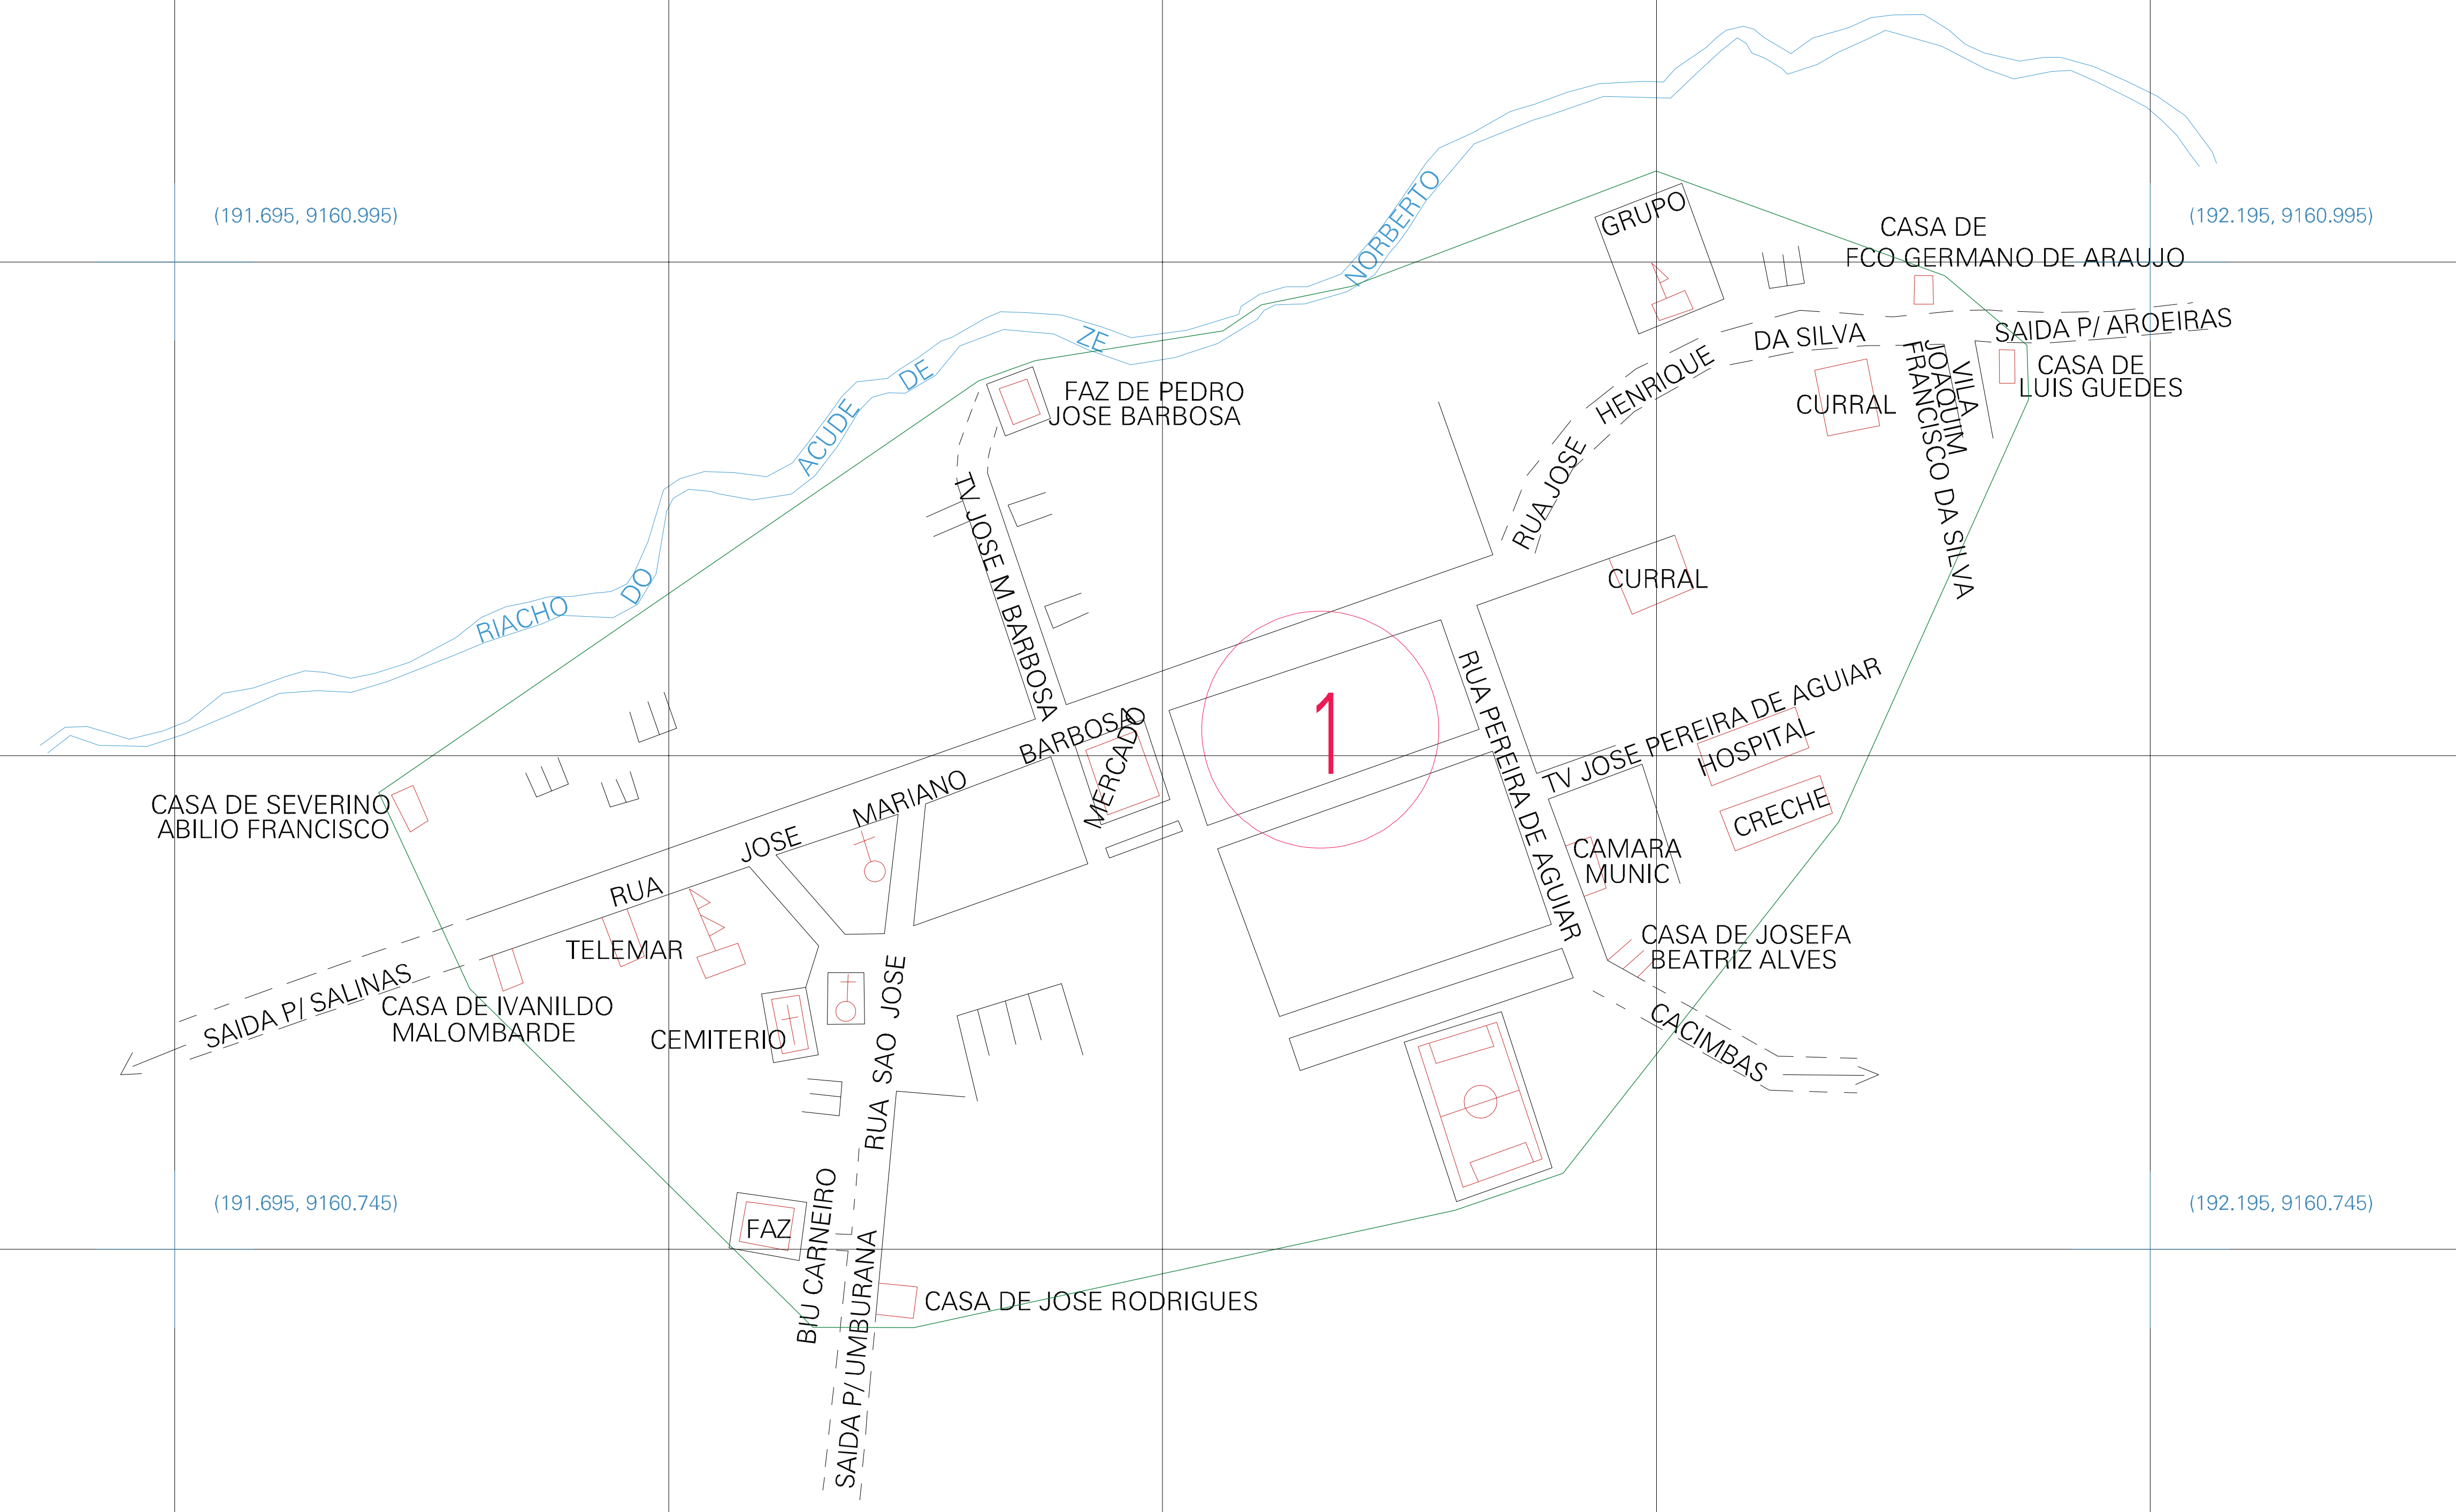 (191.695, 9160.995)
(192.195, 9160.995)
NORBERTO
GRUPO
CASA DE
FCO GERMANO DE ARAUJO
SAIDA P/ AROEIRAS
DA SILVA
HENRIQUE
RUA JOSE
ZE
DE
ACUDE
DO
RIACHO
FAZ DE PEDRO
JOSE BARBOSA
CASA DE
LUIS GUEDES
CURRAL
VILA
JOAQUIM
FRANCISCO DA SILVA
TV JOSE M BARBOSA
CURRAL
RUA PEREIRA DE AGUIAR
TV JOSE PEREIRA DE AGUIAR
HOSPITAL
CRECHE
1
BARBOSA
MERCADO
MARIANO
JOSE
RUA
CASA DE SEVERINO
ABILIO FRANCISCO
CAMARA
MUNIC
TELEMAR
CASA DE JOSEFA
BEATRIZ ALVES
SAIDA P/ SALINAS
CASA DE IVANILDO
MALOMBARDE
CEMITERIO
RUA SAO JOSE
CACIMBAS
(191.695, 9160.745)
(192.195, 9160.745)
FAZ
BIU CARNEIRO
SAIDA P/ UMBURANA
CASA DE JOSE RODRIGUES